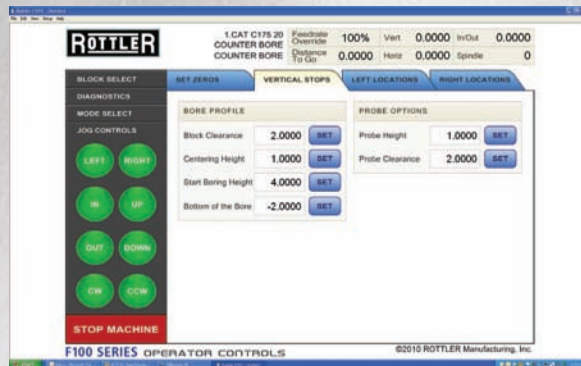 ROTTLER
1.CAT C175 20
COUNTER BORE
COUNTER BORE
Feedrate Override 100% Vert 0.0000 In/Out 0.0000
Distance To Go 0.0000 Horiz 0.0000 Spindle 0
BLOCK SELECT
DIAGNOSTICS
MODE SELECT
JOG CONTROLS
LEFT RIGHT
IN UP
OUT DOWN
CW CCW
STOP MACHINE
SET ZEROS VERTICAL STOPS LEFT LOCATIONS RIGHT LOCATIONS
BORE PROFILE
Block Clearance 2.0000 SET
Centering Height 1.0000 SET
Start Boring Height 4.0000 SET
Bottom of the Bore -2.0000 SET
PROBE OPTIONS
Probe Height 1.0000 SET
Probe Clearance 2.0000 SET
F100 SERIES OPERATOR CONTROLS
©2010 ROTTLER Manufacturing, Inc.